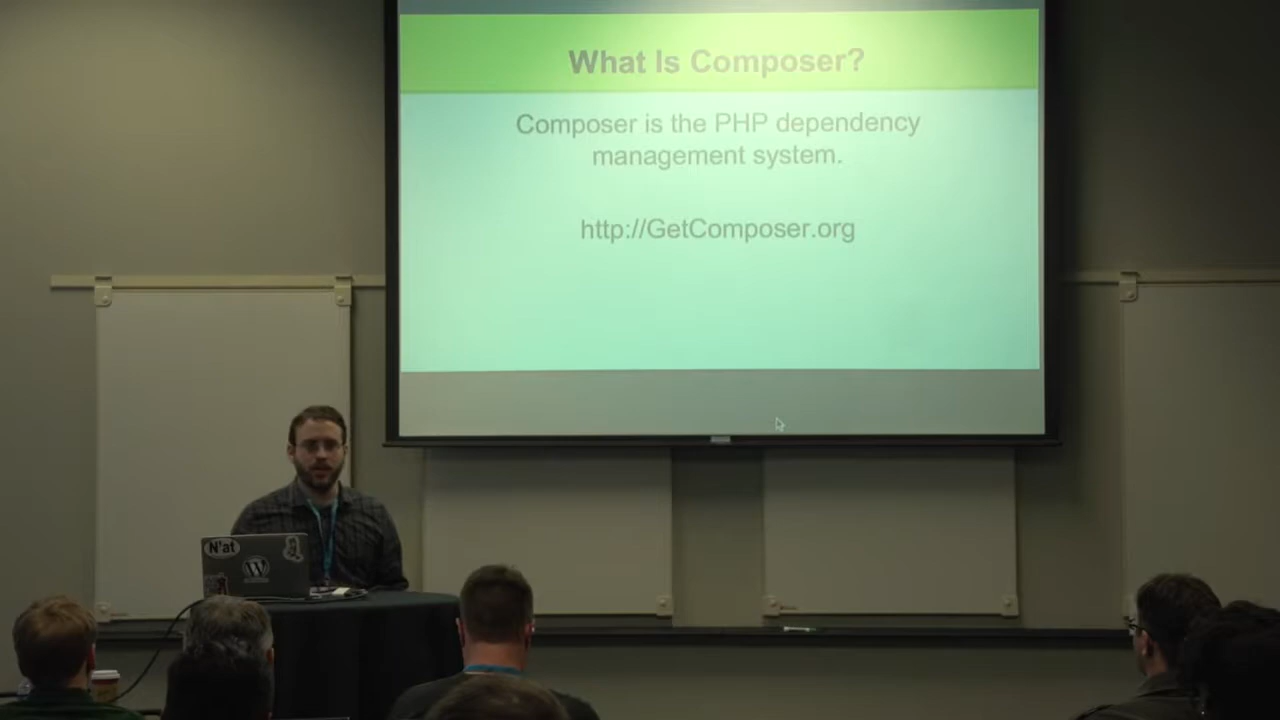 What Is Composer?
Composer is the PHP dependency
management system.
http://GetComposer.org
N'at
W